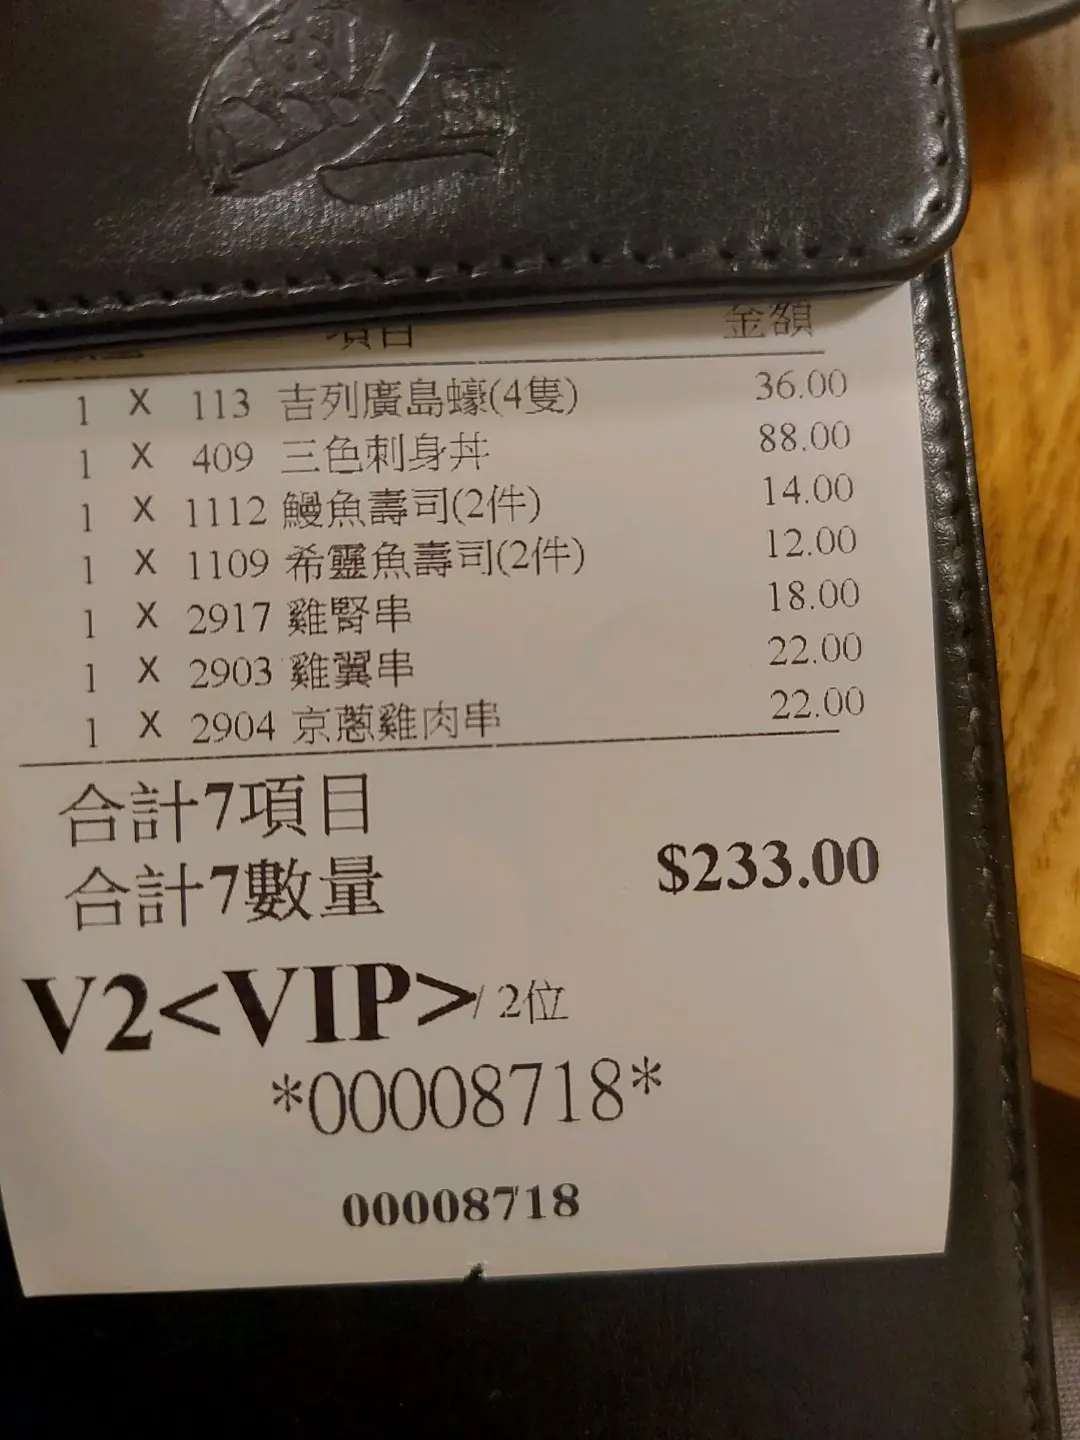 項目 金額
1 X 113 吉列廣島蠔(4隻) 36.00
1 X 409 三色刺身丼 88.00
1 X 1112 鰻魚壽司(2件) 14.00
1 X 1109 希靈魚壽司(2件) 12.00
1 X 2917 雞腎串 18.00
1 X 2903 雞翼串 22.00
1 X 2904 京蔥雞肉串 22.00
合計7項目
合計7數量 $233.00
V2<VIP>/ 2位
*00008718*
00008718